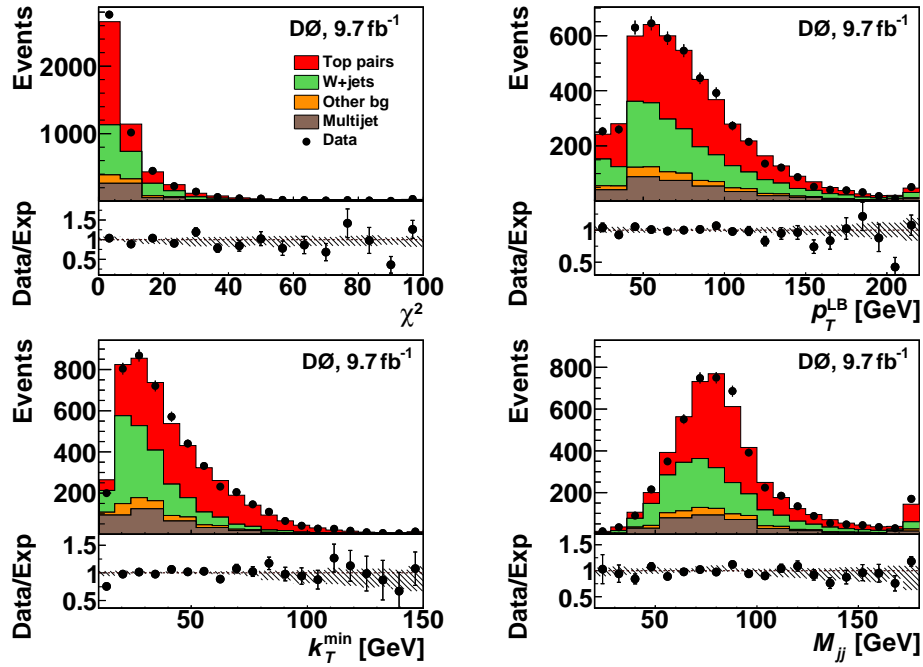 Events
DØ, 9.7 fb⁻¹
Top pairs
W+jets
Other bg
Multijet
Data
2000
1000
Data/Exp
1.5
1
0.5
0 20 40 60 80 100
χ²
Events
DØ, 9.7 fb⁻¹
600
400
200
Data/Exp
1
0.5
50 100 150 200
p_T^LB [GeV]
Events
DØ, 9.7 fb⁻¹
800
600
400
200
Data/Exp
1.5
1
0.5
50 100 150
k_T^min [GeV]
Events
DØ, 9.7 fb⁻¹
800
600
400
200
Data/Exp
1.5
1
0.5
50 100 150
M_jj [GeV]